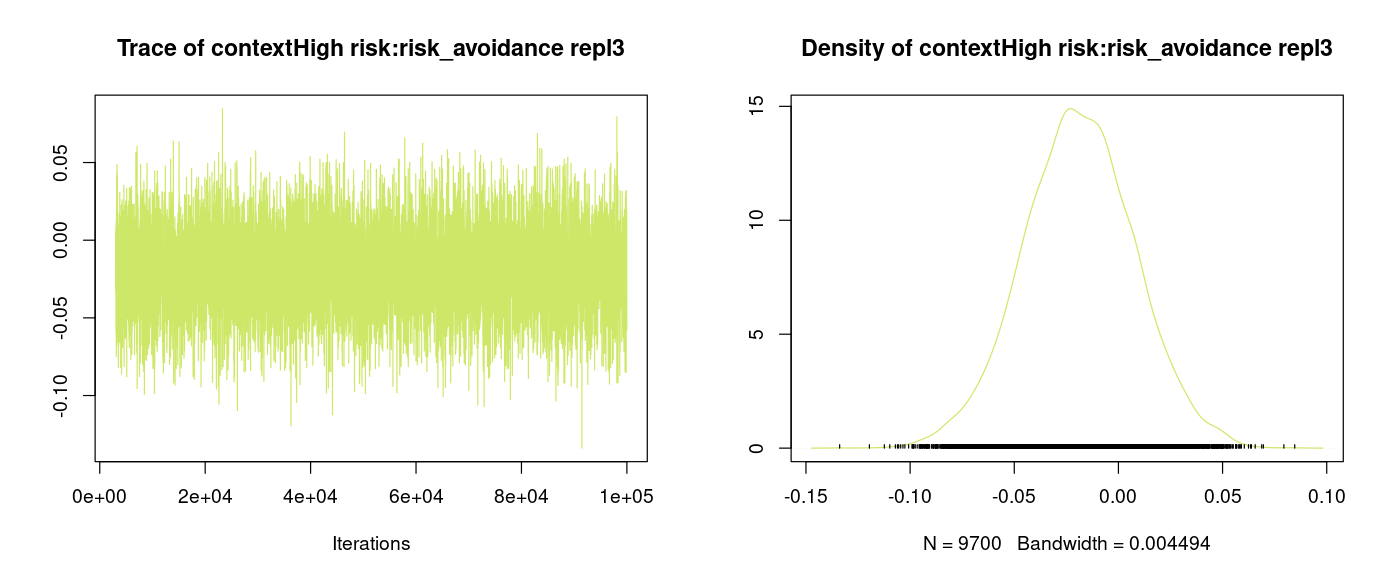 Trace of contextHigh risk:risk_avoidance repl3
0.05
0.00
-0.05
-0.10
0e+00 2e+04 4e+04 6e+04 8e+04 1e+05
Iterations
Density of contextHigh risk:risk_avoidance repl3
15
10
5
0
-0.15 -0.10 -0.05 0.00 0.05 0.10
N = 9700 Bandwidth = 0.004494